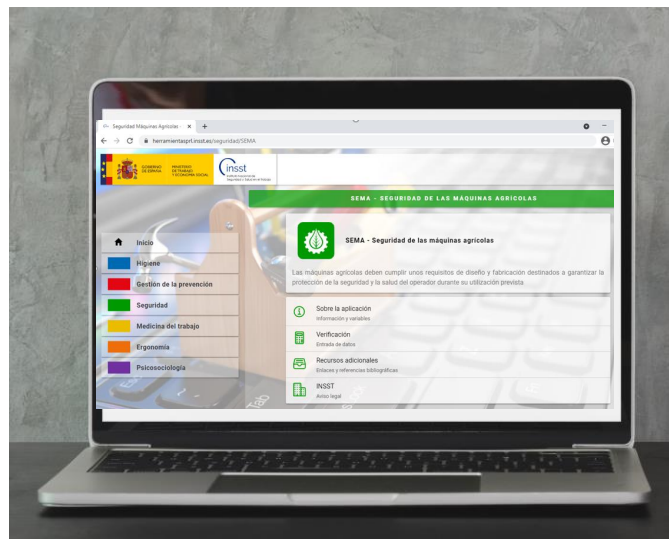 Seguridad Máquinas Agrícolas -
herramientasprl.insst.es/seguridad/SEMA
GOBIERNO DE ESPAÑA
MINISTERIO DE TRABAJO Y ECONOMÍA SOCIAL
insst
SEMA - SEGURIDAD DE LAS MÁQUINAS AGRÍCOLAS
Inicio
Higiene
Gestión de la prevención
Seguridad
Medicina del trabajo
Ergonomía
Psicosociología
SEMA - Seguridad de las máquinas agrícolas
Las máquinas agrícolas deben cumplir unos requisitos de diseño y fabricación destinados a garantizar la
protección de la seguridad y la salud del operador durante su utilización prevista
Sobre la aplicación
Información y variables
Verificación
Entrada de datos
Recursos adicionales
Enlaces y referencias bibliográficas
INSST
Aviso legal